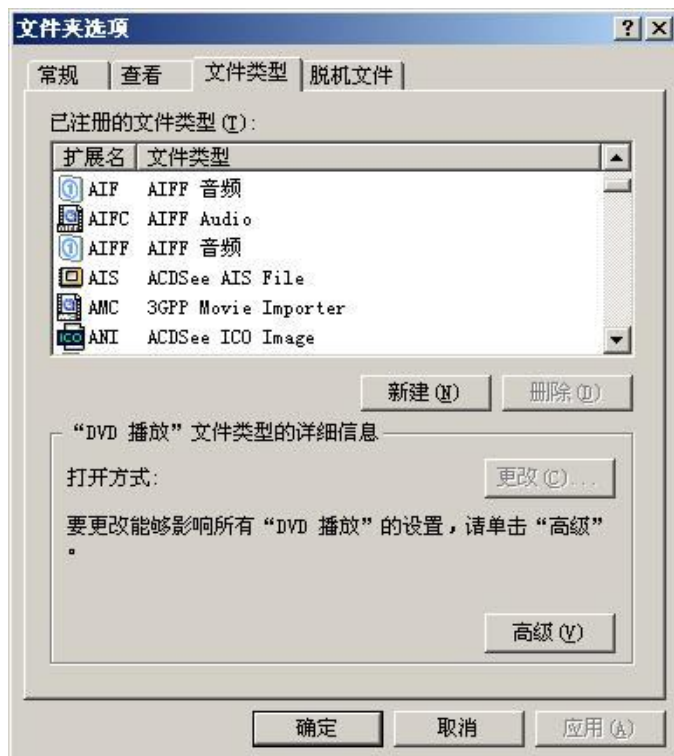 文件夹选项
常规 查看 文件类型 脱机文件
已注册的文件类型(T):
扩展名 文件类型
AIF AIFF 音频
AIFC AIFF Audio
AIFF AIFF 音频
AIS ACDSee AIS File
AMC 3GPP Movie Importer
ICO ANI ACDSee ICO Image
新建(N) 删除(D)
“DVD 播放”文件类型的详细信息
打开方式: 更改(C)...
要更改能够影响所有“DVD 播放”的设置，请单击“高级”
。
高级(V)
确定 取消 应用(A)